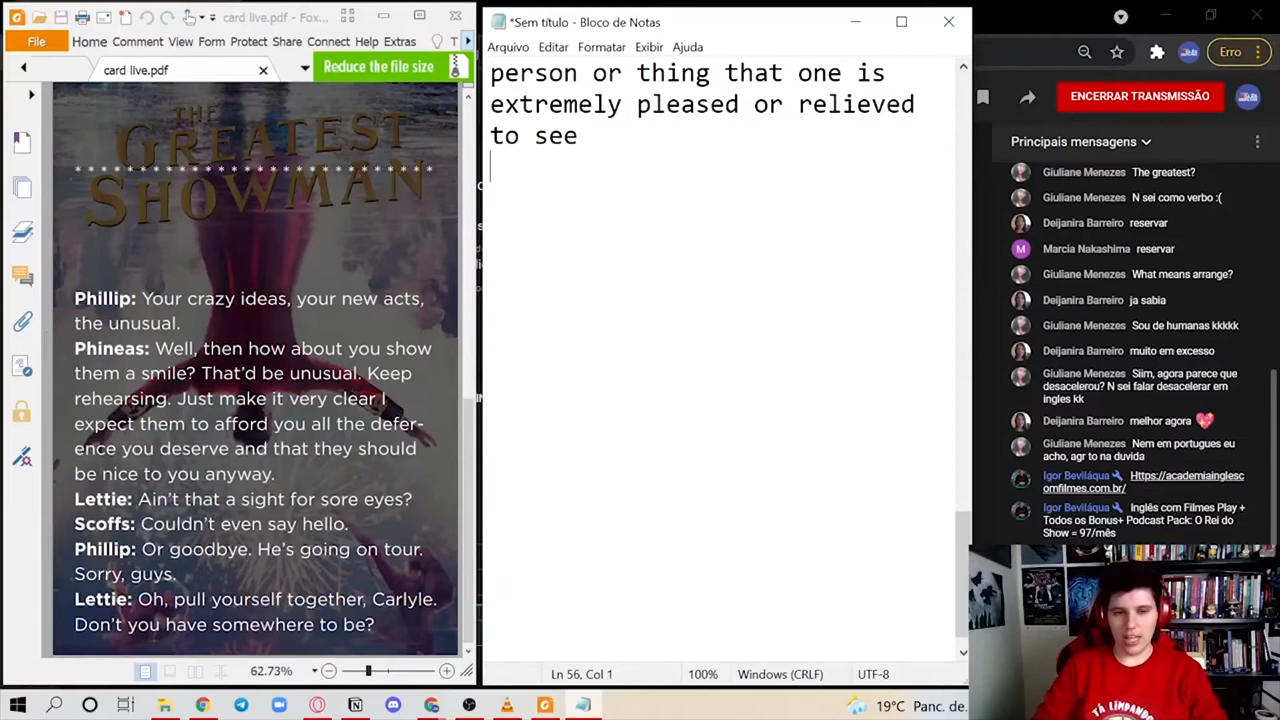 card live.pdf - Fox...
File
Home Comment View Form Protect Share Connect Help Extras
card live.pdf
Reduce the file size
THE
GREATEST
* * * * * * * * * * * * * * * * * * * * * * * * * * * * * *
SHOWMAN
Phillip: Your crazy ideas, your new acts,
the unusual.
Phineas: Well, then how about you show
them a smile? That'd be unusual. Keep
rehearsing. Just make it very clear I
expect them to afford you all the defer-
ence you deserve and that they should
be nice to you anyway.
Lettie: Ain't that a sight for sore eyes?
Scoffs: Couldn't even say hello.
Phillip: Or goodbye. He's going on tour.
Sorry, guys.
Lettie: Oh, pull yourself together, Carlyle.
Don't you have somewhere to be?
62.73%
*Sem título - Bloco de Notas
Arquivo Editar Formatar Exibir Ajuda
person or thing that one is
extremely pleased or relieved
to see
Ln 56, Col 1 100% Windows (CRLF) UTF-8
Erro
ENCERRAR TRANSMISSÃO
Principais mensagens
Giuliane Menezes The greatest?
Giuliane Menezes N sei como verbo :(
Deijanira Barreiro reservar
M Marcia Nakashima reservar
Giuliane Menezes What means arrange?
Deijanira Barreiro ja sabia
Giuliane Menezes Sou de humanas kkkkk
Deijanira Barreiro muito em excesso
Giuliane Menezes Siim, agora parece que
desacelerou? N sei falar desacelerar em
ingles kk
Deijanira Barreiro melhor agora
Giuliane Menezes Nem em portugues eu
acho, agr to na duvida
Igor Beviláqua Https://academiaingles
comfilmes.com.br/
Igor Beviláqua Inglês com Filmes Play +
Todos os Bonus+ Podcast Pack: O Rei do
Show = 97/mês
TÁ LIMPANDO
19°C Panc. de.